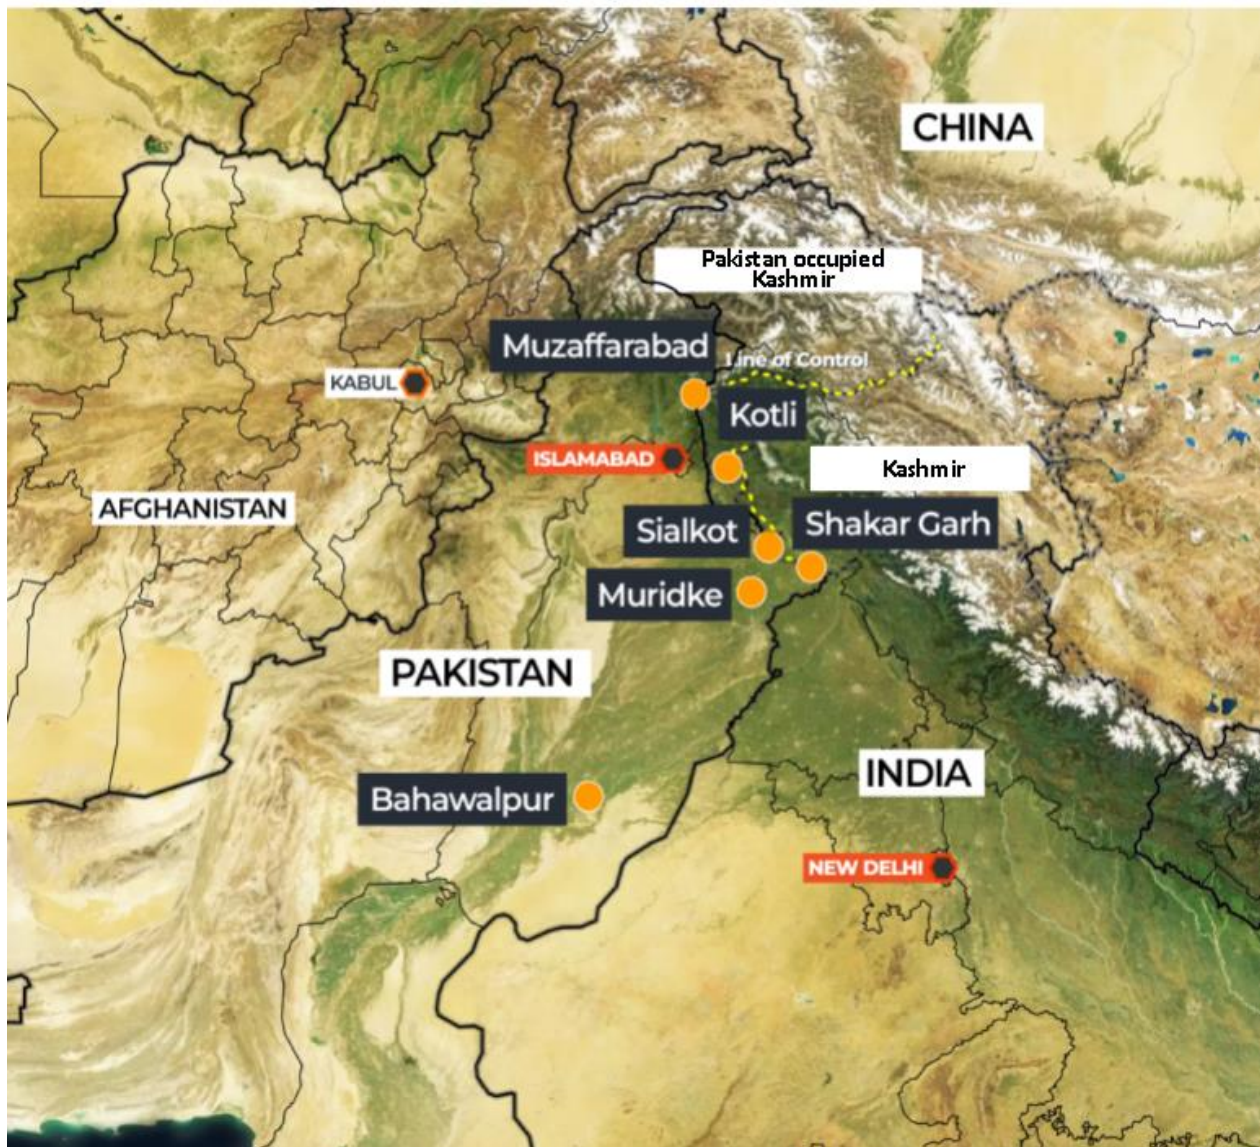 CHINA
Pakistan occupied
Kashmir
Muzaffarabad
Line of Control
KABUL
Kotli
ISLAMABAD
Kashmir
AFGHANISTAN
Sialkot
Shakar Garh
Muridke
PAKISTAN
INDIA
Bahawalpur
NEW DELHI